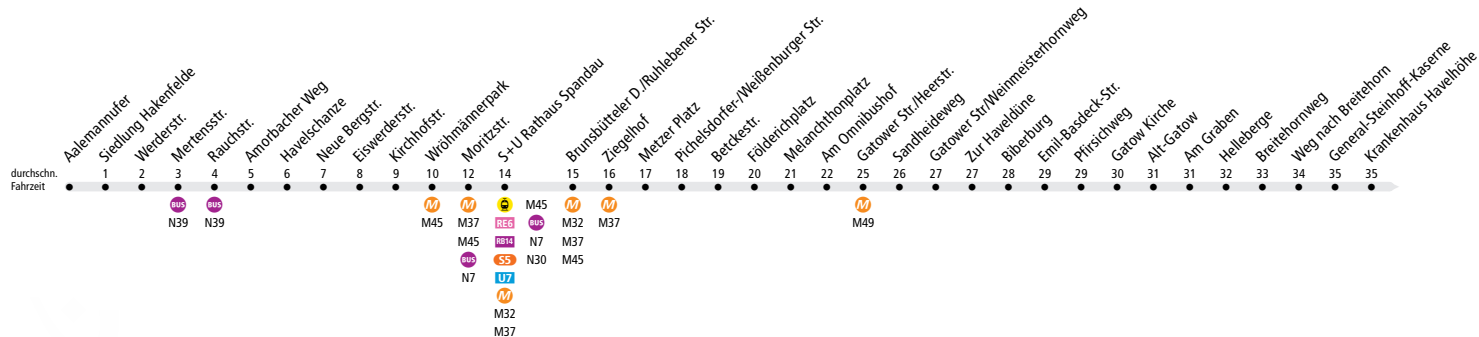 Aalemannufer
Siedlung Hakenfelde
Werderstr.
Mertensstr.
Rauchstr.
Amorbacher Weg
Havelschanze
Neue Bergstr.
Eiswerderstr.
Kirchhofstr.
Wröhmännerpark
Moritzstr.
S+U Rathaus Spandau
Brunsbütteler D./Ruhlebener Str.
Ziegelhof
Metzer Platz
Pichelsdorfer-/Weißenburger Str.
Betckestr.
Földerichplatz
Melanchthonplatz
Am Omnibushof
Gatower Str./Heerstr.
Sandheideweg
Gatower Str/Weinmeisterhornweg
Zur Haveldüne
Biberburg
Emil-Basdeck-Str.
Pfirsichweg
Gatow Kirche
Alt-Gatow
Am Graben
Helleberge
Breitehornweg
Weg nach Breitehorn
General-Steinhoff-Kaserne
Krankenhaus Havelhöhe
durchschn. 1 2 3 4 5 6 7 8 9 10 12 14 15 16 17 18 19 20 21 22 25 26 27 27 28 29 29 30 31 31 32 33 34 35 35
Fahrzeit
BUS BUS M M M45 M M M
N39 N39 M45 M37 RE6 BUS M32 M37 M49
M45 RB14 N7 M37
BUS S5 N30 M45
N7 U7
M
M32
M37